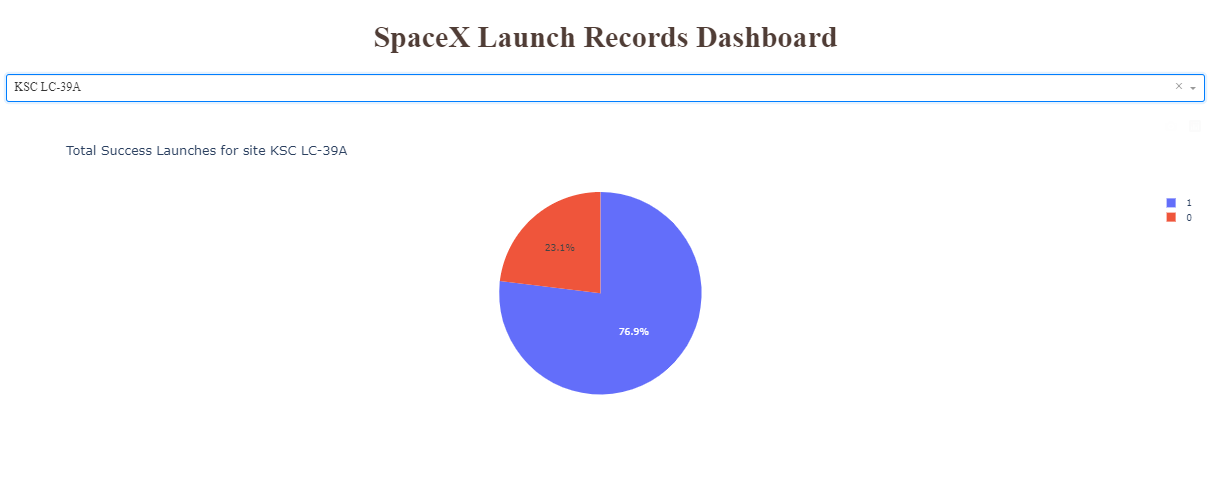 SpaceX Launch Records Dashboard
KSC LC-39A
Total Success Launches for site KSC LC-39A
1
0
23.1%
76.9%